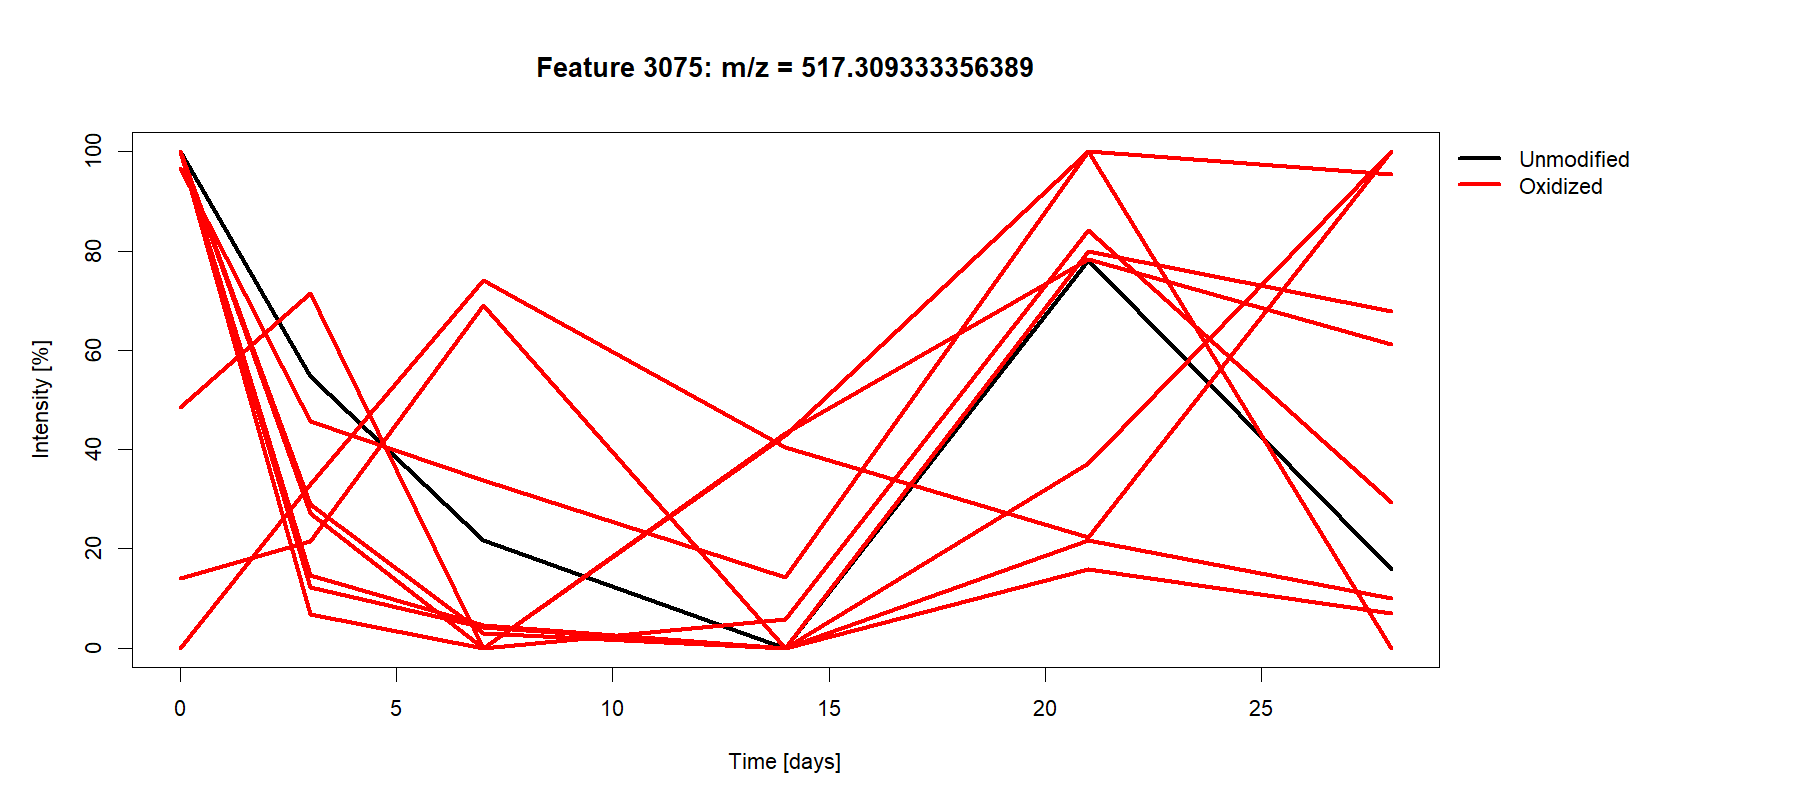 Feature 3075: m/z = 517.309333356389
Unmodified
Oxidized
Intensity [%]
100
80
60
40
20
0
0 5 10 15 20 25
Time [days]